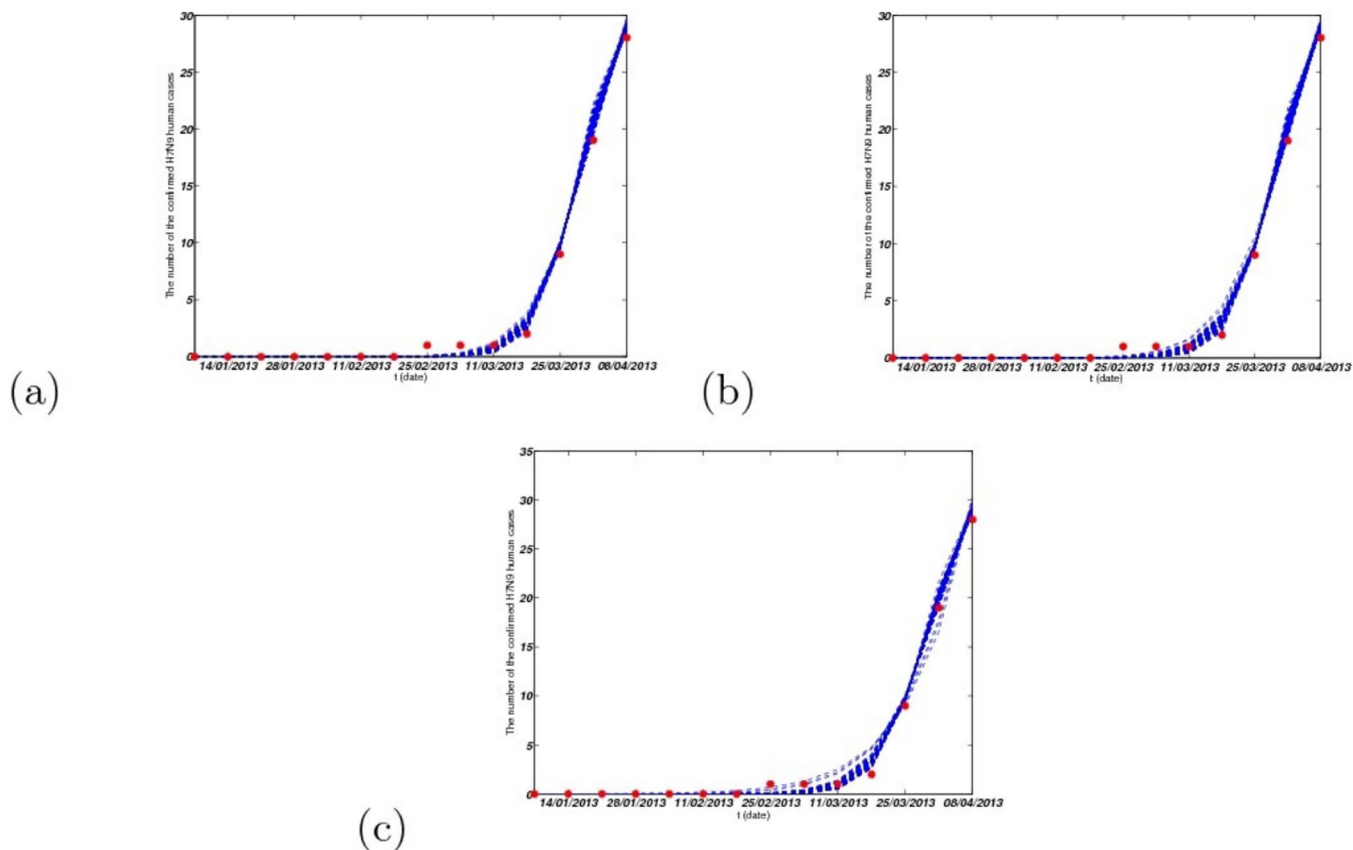 30
25
20
15
10
5
0
The number of the confirmed H7N9 human cases
14/01/2013 28/01/2013 11/02/2013 25/02/2013 11/03/2013 25/03/2013 08/04/2013
t (date)
(a)
30
25
20
15
10
5
0
The number of the confirmed H7N9 human cases
14/01/2013 28/01/2013 11/02/2013 25/02/2013 11/03/2013 25/03/2013 08/04/2013
t (date)
(b)
35
30
25
20
15
10
5
0
The number of the confirmed H7N9 human cases
14/01/2013 28/01/2013 11/02/2013 25/02/2013 11/03/2013 25/03/2013 08/04/2013
t (date)
(c)